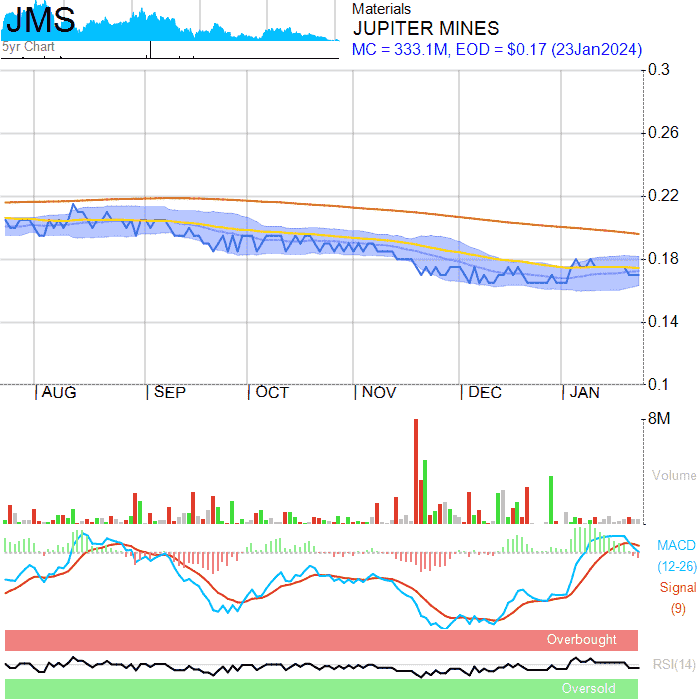 JMS
5yr Chart
Materials
JUPITER MINES
MC = 333.1M, EOD = $0.17 (23Jan2024)
0.3
0.26
0.22
0.18
0.14
0.1
AUG
SEP
OCT
NOV
DEC
JAN
8M
Volume
MACD
(12-26)
Signal
(9)
Overbought
RSI(14)
Oversold